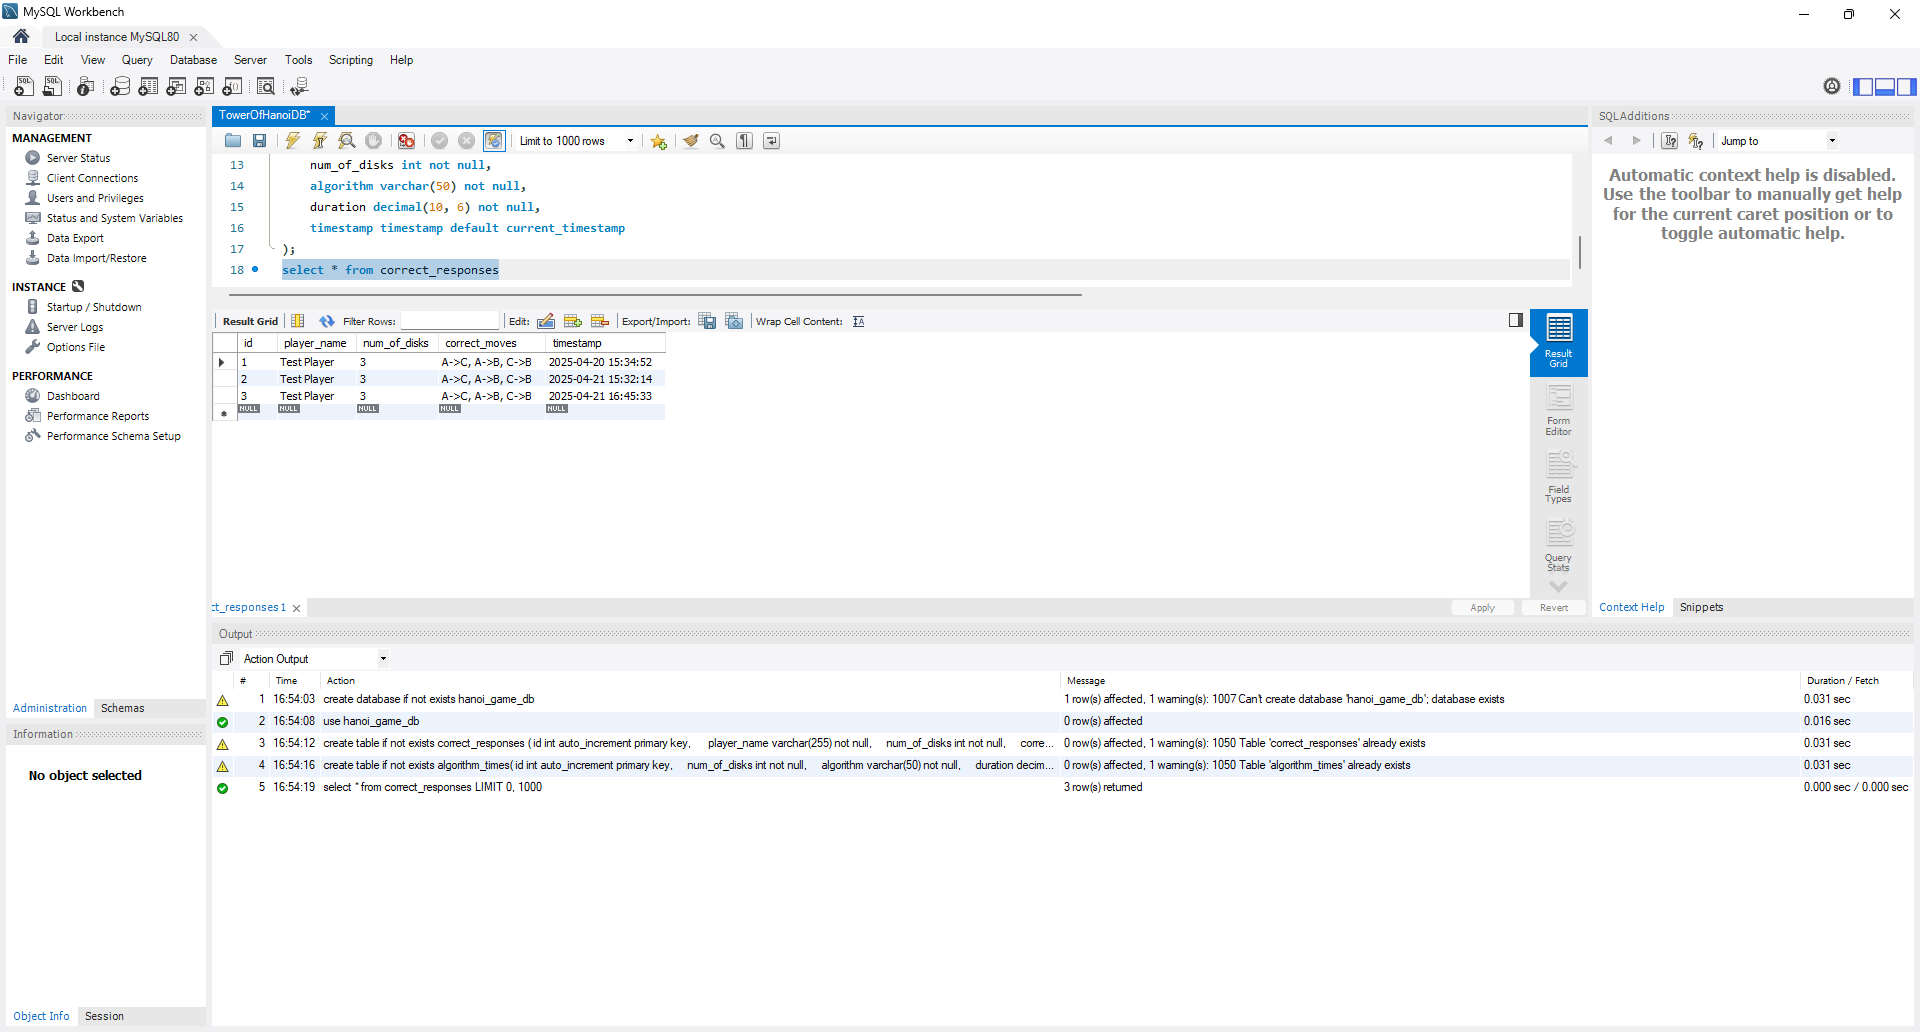 MySQL Workbench
Local instance MySQL80
File Edit View Query Database Server Tools Scripting Help
Navigator
MANAGEMENT
Server Status
Client Connections
Users and Privileges
Status and System Variables
Data Export
Data Import/Restore
INSTANCE
Startup / Shutdown
Server Logs
Options File
PERFORMANCE
Dashboard
Performance Reports
Performance Schema Setup
Administration Schemas
Information
No object selected
Object Info Session
TowerOfHanoiDB*
Limit to 1000 rows
13 num_of_disks int not null,
14 algorithm varchar(50) not null,
15 duration decimal(10, 6) not null,
16 timestamp timestamp default current_timestamp
17 );
18 select * from correct_responses
Result Grid Filter Rows: Edit: Export/Import: Wrap Cell Content:
id player_name num_of_disks correct_moves timestamp
1 Test Player 3 A->C, A->B, C->B 2025-04-20 15:34:52
2 Test Player 3 A->C, A->B, C->B 2025-04-21 15:32:14
3 Test Player 3 A->C, A->B, C->B 2025-04-21 16:45:33
NULL NULL NULL NULL NULL
Result Grid
Form Editor
Field Types
Query Stats
ct_responses 1
Apply Revert
SQLAdditions
Jump to
Automatic context help is disabled.
Use the toolbar to manually get help
for the current caret position or to
toggle automatic help.
Context Help Snippets
Output
Action Output
# Time Action Message Duration / Fetch
1 16:54:03 create database if not exists hanoi_game_db 1 row(s) affected, 1 warning(s): 1007 Can't create database 'hanoi_game_db'; database exists 0.031 sec
2 16:54:08 use hanoi_game_db 0 row(s) affected 0.016 sec
3 16:54:12 create table if not exists correct_responses ( id int auto_increment primary key, player_name varchar(255) not null, num_of_disks int not null, corre... 0 row(s) affected, 1 warning(s): 1050 Table 'correct_responses' already exists 0.031 sec
4 16:54:16 create table if not exists algorithm_times( id int auto_increment primary key, num_of_disks int not null, algorithm varchar(50) not null, duration decim... 0 row(s) affected, 1 warning(s): 1050 Table 'algorithm_times' already exists 0.031 sec
5 16:54:19 select * from correct_responses LIMIT 0, 1000 3 row(s) returned 0.000 sec / 0.000 sec